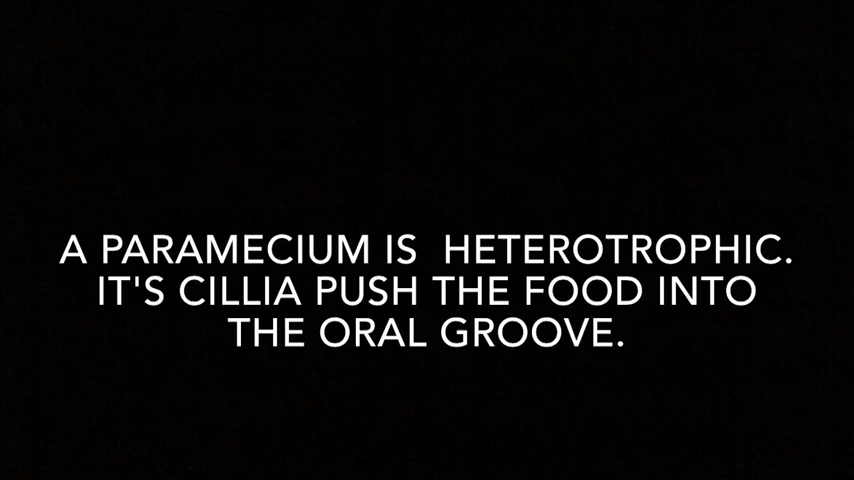 A PARAMECIUM IS  HETEROTROPHIC.
IT'S CILLIA PUSH THE FOOD INTO
THE ORAL GROOVE.